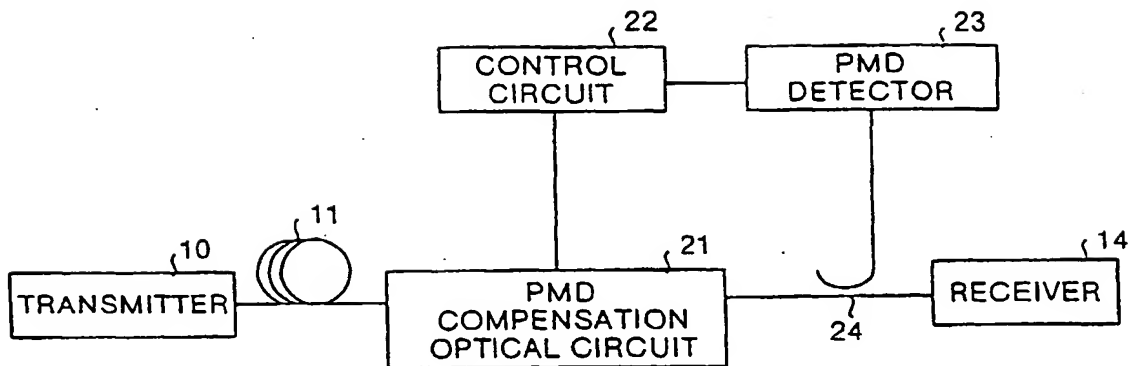 22
CONTROL
CIRCUIT
23
PMD
DETECTOR
11
10
TRANSMITTER
21
PMD
COMPENSATION
OPTICAL CIRCUIT
24
14
RECEIVER